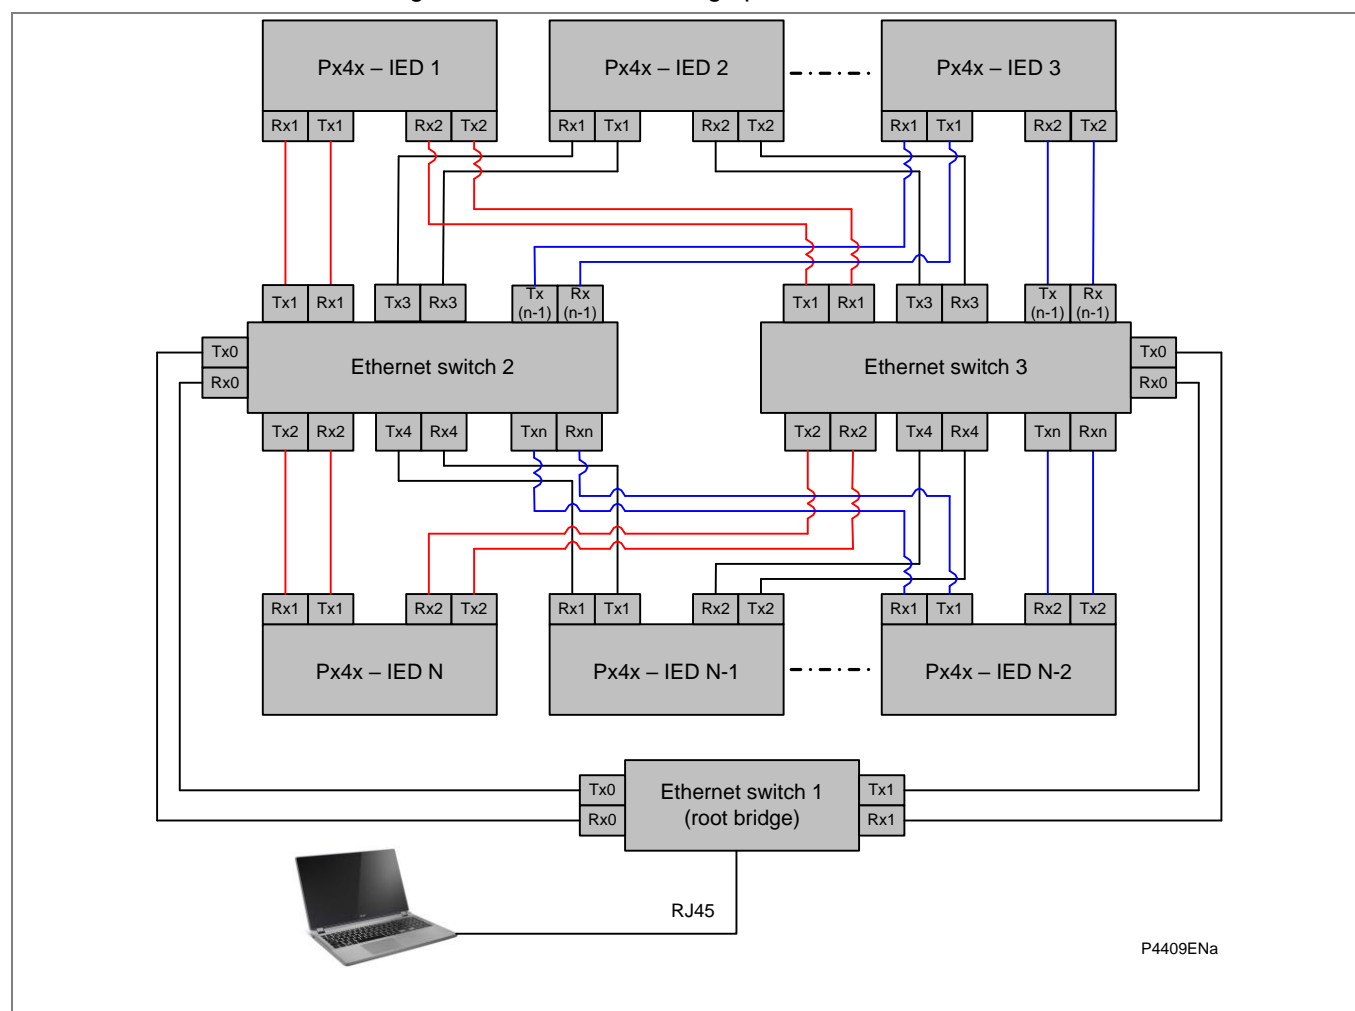 Px4x – IED 1
Px4x – IED 2
Px4x – IED 3
Rx1 Tx1 Rx2 Tx2
Rx1 Tx1 Rx2 Tx2
Rx1 Tx1 Rx2 Tx2
Tx1 Rx1 Tx3 Rx3 Tx (n-1) Rx (n-1)
Tx1 Rx1 Tx3 Rx3 Tx (n-1) Rx (n-1)
Tx0
Rx0
Ethernet switch 2
Ethernet switch 3
Tx0
Rx0
Tx2 Rx2 Tx4 Rx4 Txn Rxn
Tx2 Rx2 Tx4 Rx4 Txn Rxn
Rx1 Tx1 Rx2 Tx2
Rx1 Tx1 Rx2 Tx2
Rx1 Tx1 Rx2 Tx2
Px4x – IED N
Px4x – IED N-1
Px4x – IED N-2
Tx0
Rx0
Ethernet switch 1
(root bridge)
Tx1
Rx1
RJ45
P4409ENa